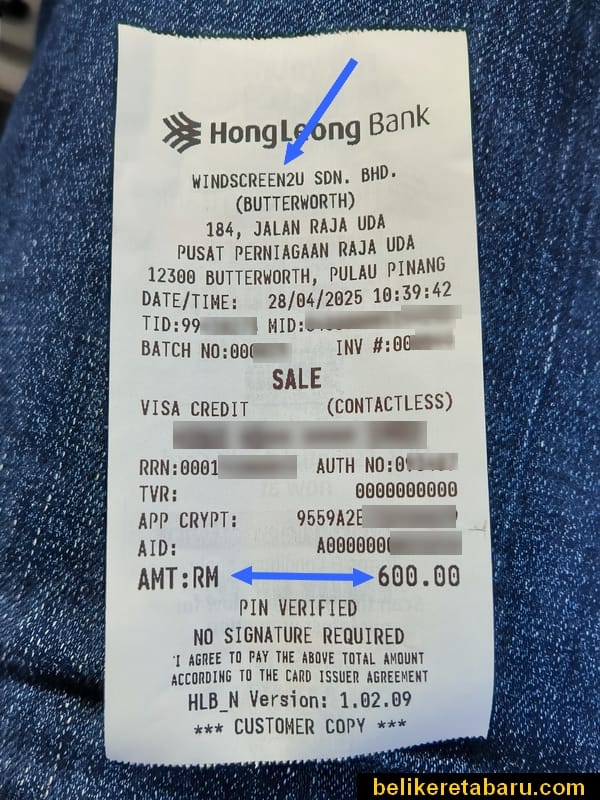 HongLeong Bank
WINDSCREEN2U SDN. BHD.
(BUTTERWORTH)
184, JALAN RAJA UDA
PUSAT PERNIAGAAN RAJA UDA
12300 BUTTERWORTH, PULAU PINANG
DATE/TIME: 28/04/2025 10:39:42
TID:99 MID:
BATCH NO:000 INV #:00
SALE
VISA CREDIT (CONTACTLESS)
RRN:0001 AUTH NO:0
TVR: 0000000000
APP CRYPT: 9559A2E
AID: A0000000
AMT:RM 600.00
PIN VERIFIED
NO SIGNATURE REQUIRED
I AGREE TO PAY THE ABOVE TOTAL AMOUNT
ACCORDING TO THE CARD ISSUER AGREEMENT
HLB_N Version: 1.02.09
*** CUSTOMER COPY ***
belikeretabaru.com